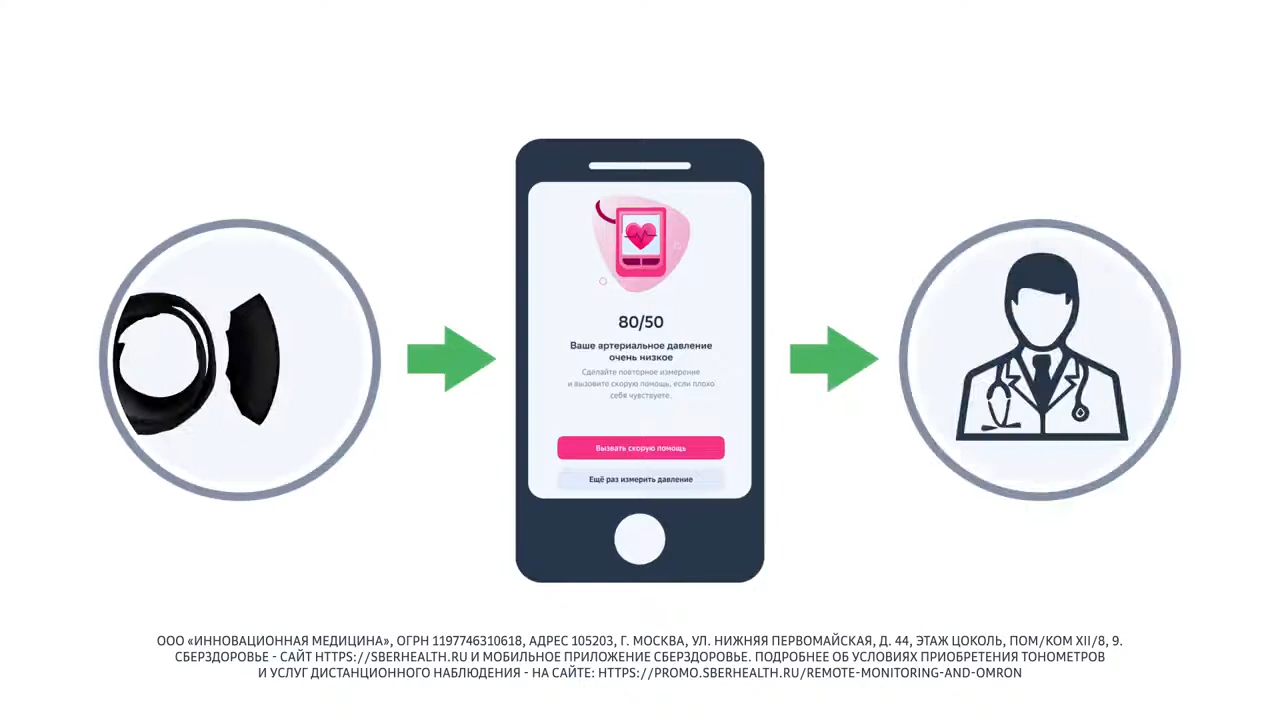 80/50
Ваше артериальное давление
очень низкое
Сделайте повторное измерение
и вызовите скорую помощь, если плохо
себя чувствуете.
Вызвать скорую помощь
Ещё раз измерить давление
ООО «ИННОВАЦИОННАЯ МЕДИЦИНА», ОГРН 1197746310618, АДРЕС 105203, Г. МОСКВА, УЛ. НИЖНЯЯ ПЕРВОМАЙСКАЯ, Д. 44, ЭТАЖ ЦОКОЛЬ, ПОМ/КОМ XII/8, 9.
СБЕРЗДОРОВЬЕ - САЙТ HTTPS://SBERHEALTH.RU И МОБИЛЬНОЕ ПРИЛОЖЕНИЕ СБЕРЗДОРОВЬЕ. ПОДРОБНЕЕ ОБ УСЛОВИЯХ ПРИОБРЕТЕНИЯ ТОНОМЕТРОВ
И УСЛУГ ДИСТАНЦИОННОГО НАБЛЮДЕНИЯ - НА САЙТЕ: HTTPS://PROMO.SBERHEALTH.RU/REMOTE-MONITORING-AND-OMRON